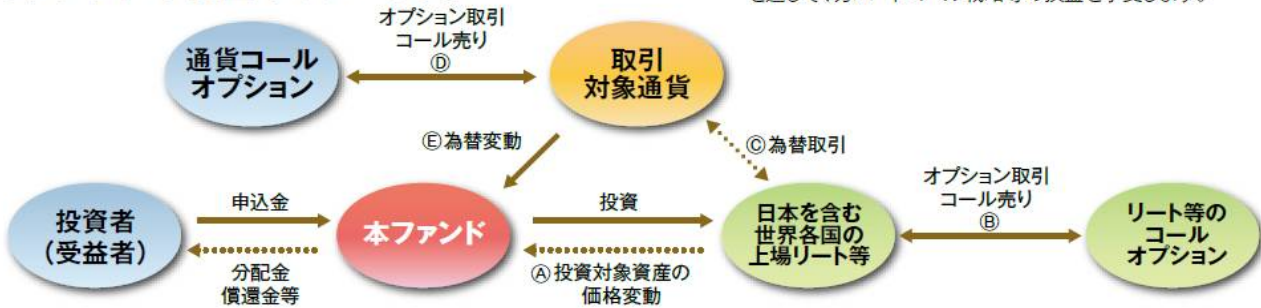 オプション取引
コール売り
Ⓓ
通貨コール
オプション
取引
対象通貨
Ⓔ為替変動
Ⓒ為替取引
オプション取引
コール売り
Ⓑ
投資者
(受益者)
申込金
本ファンド
投資
日本を含む
世界各国の
上場リート等
リート等の
コール
オプション
分配金
償還金等
Ⓐ投資対象資産の
価格変動